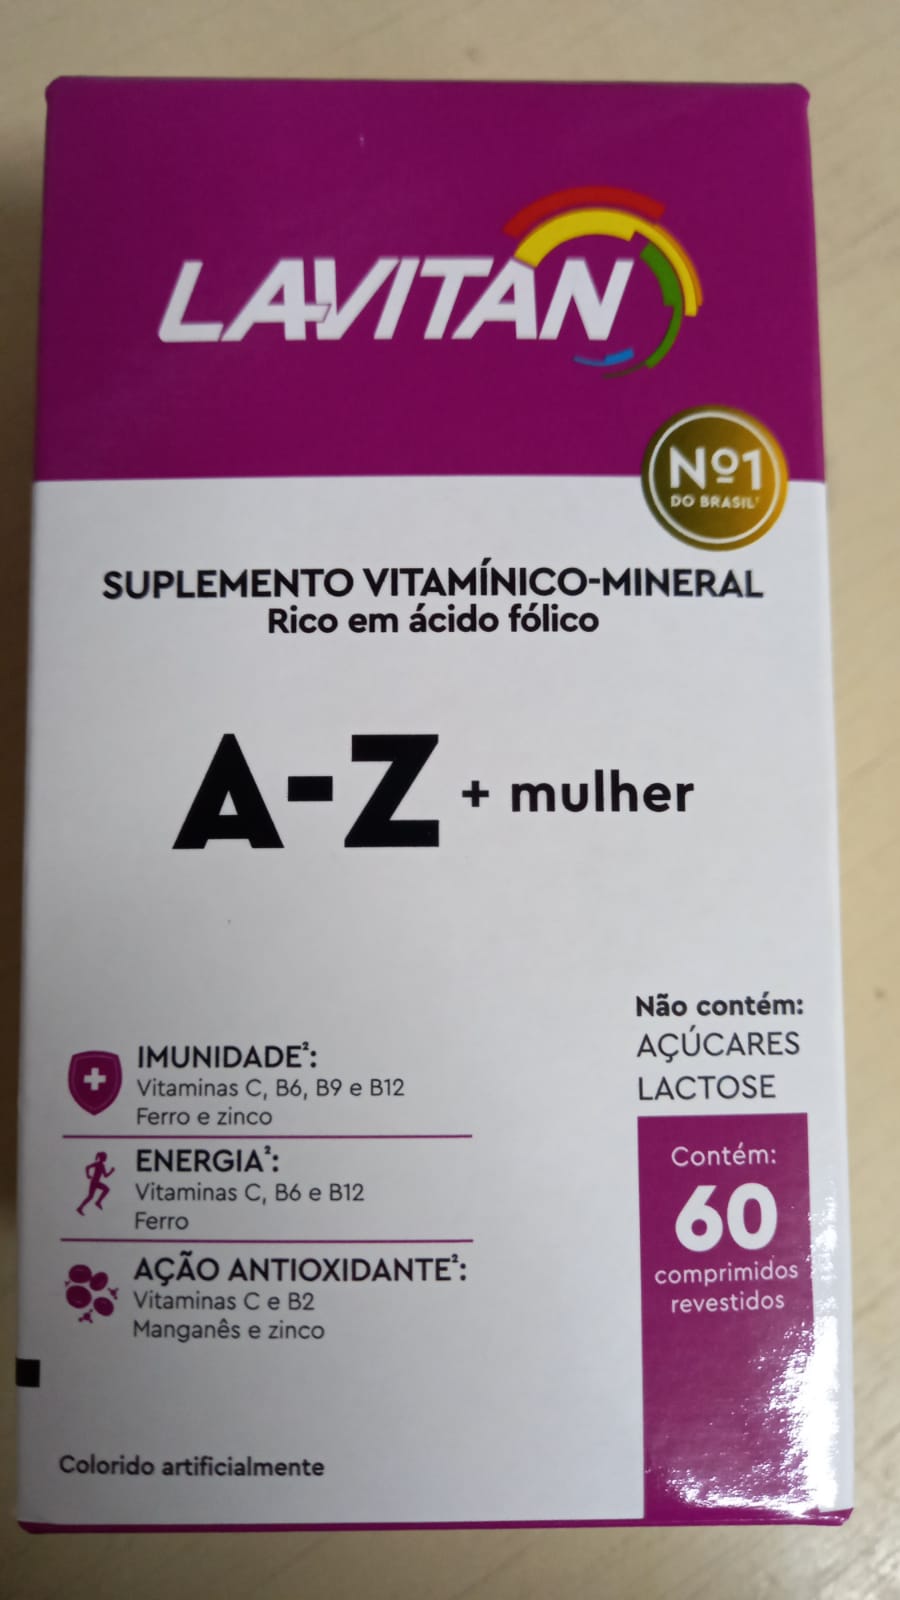 LAVITAN
Nº1
DO BRASIL¹
SUPLEMENTO VITAMÍNICO-MINERAL
Rico em ácido fólico
A-Z + mulher
Não contém:
AÇÚCARES
LACTOSE
IMUNIDADE²:
Vitaminas C, B6, B9 e B12
Ferro e zinco
ENERGIA²:
Vitaminas C, B6 e B12
Ferro
AÇÃO ANTIOXIDANTE²:
Vitaminas C e B2
Manganês e zinco
Contém:
60
comprimidos
revestidos
Colorido artificialmente